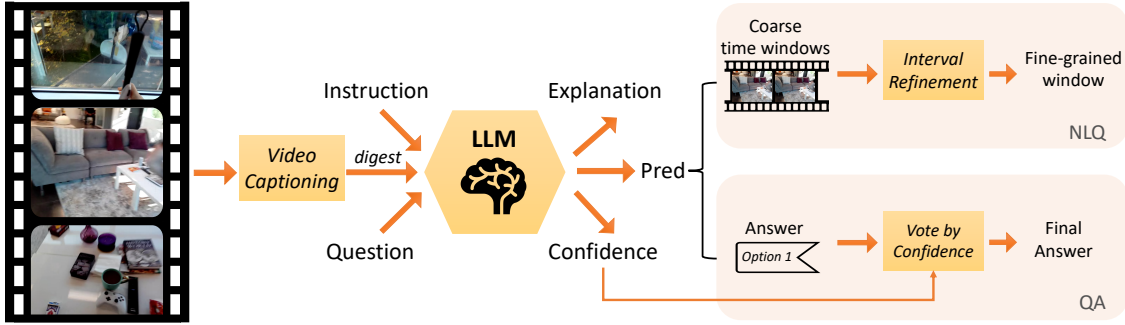 Video
Captioning
digest
Instruction
Question
LLM
Explanation
Pred
Confidence
Coarse
time windows
Interval
Refinement
Fine-grained
window
NLQ
Answer
Option 1
Vote by
Confidence
Final
Answer
QA